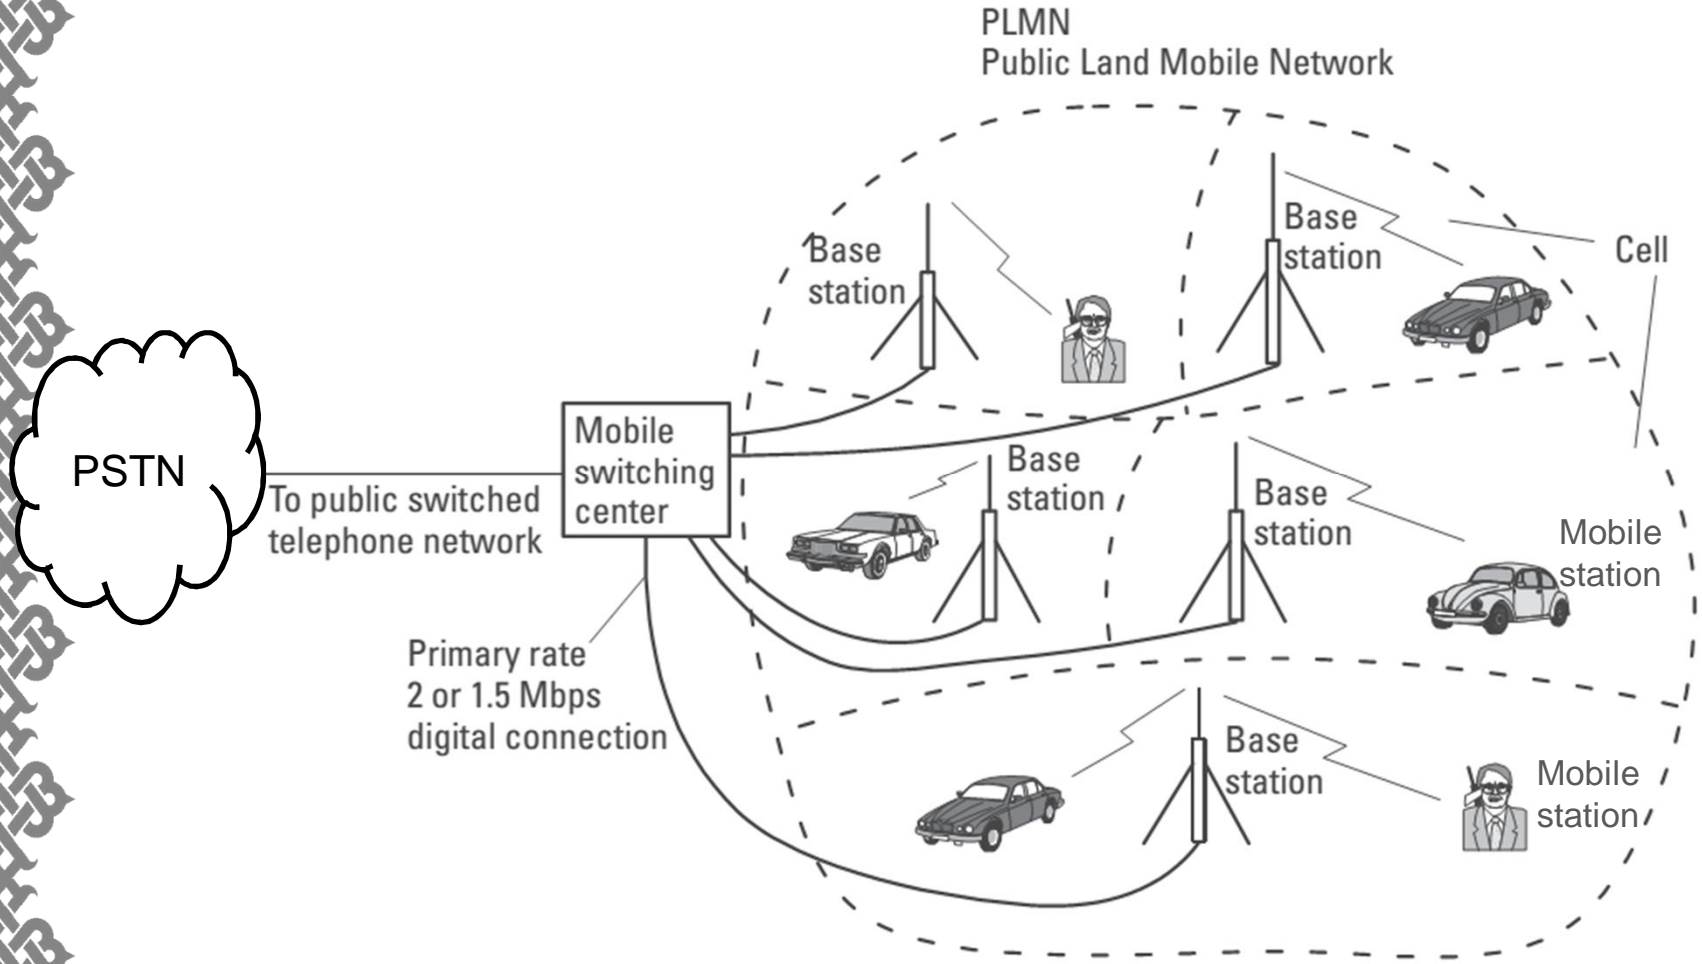 PLMN
Public Land Mobile Network
Base
station
Base
station
Cell
PSTN
To public switched
telephone network
Mobile
switching
center
Base
station
Base
station
Mobile
station
Primary rate
2 or 1.5 Mbps
digital connection
Base
station
Mobile
station